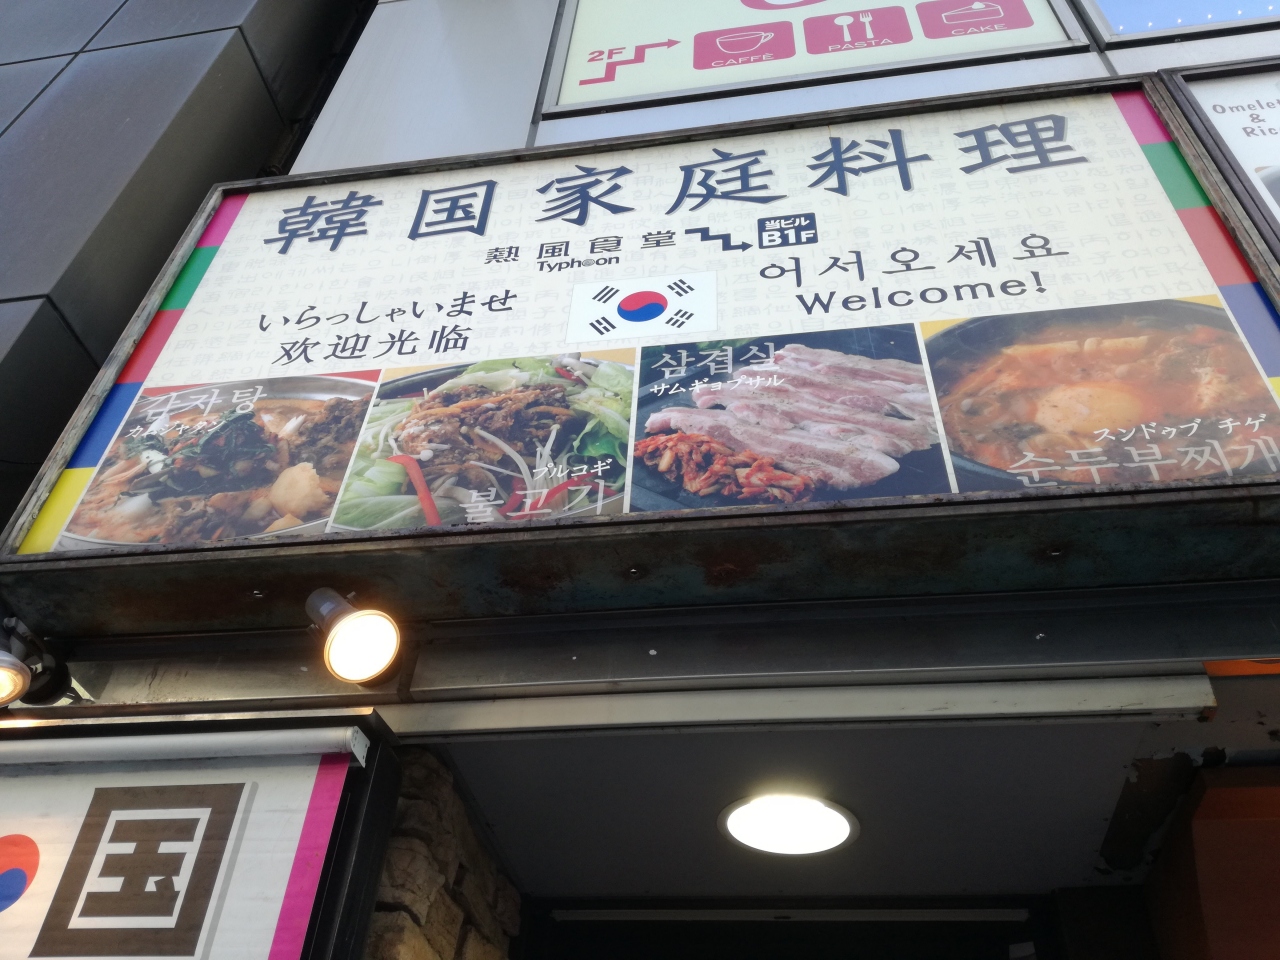 2F
CAFFÈ
PASTA
CAKE
Omelet
&
Ric
韓国家庭料理
熱風食堂
Typhoon
当ビル
B1F
いらっしゃいませ
欢迎光临
어서오세요
Welcome!
감자탕
カムジャタン
プルコギ
불고기
삼겹살
サムギョプサル
スンドゥブ チゲ
순두부찌개
国